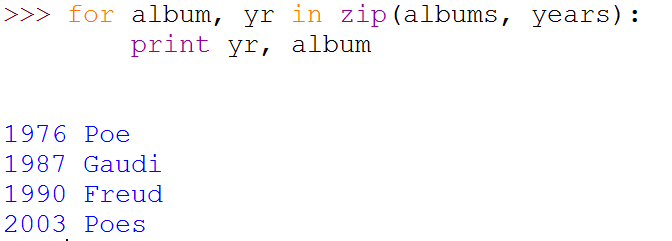 >>> for album, yr in zip(albums, years):
        print yr, album
1976 Poe
1987 Gaudi
1990 Freud
2003 Poes